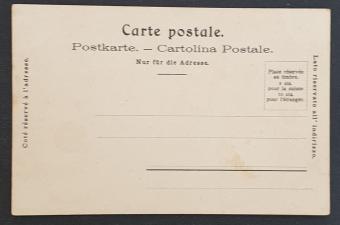 Carte postale.
Postkarte. – Cartolina Postale.
Nur für die Adresse.
Côté réservé à l'adresse.
Place réservée
au timbre.
5 cts.
pour la suisse
10 cts.
pour l'étranger.
Lato riservato all' indirizzo.